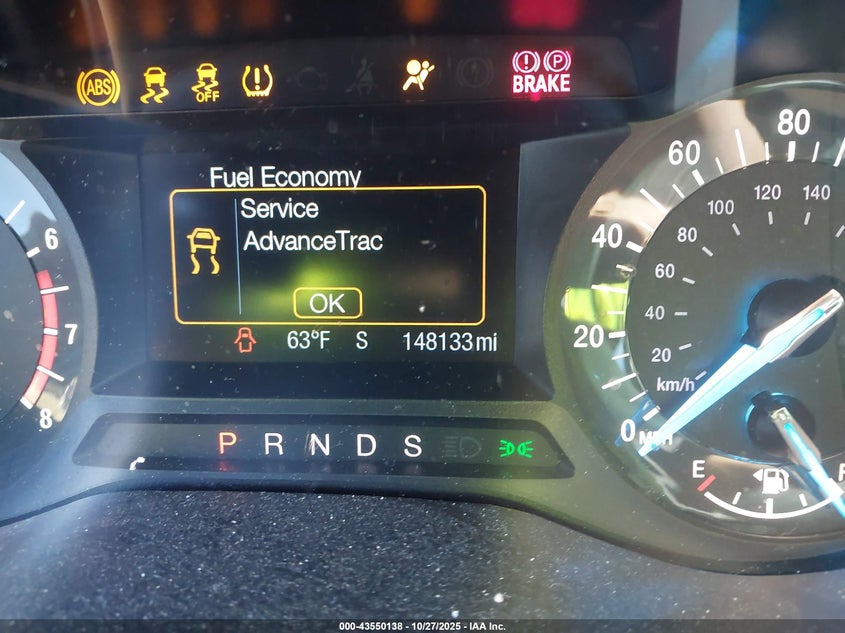 ABS
OFF
BRAKE
P
Fuel Economy
Service
AdvanceTrac
OK
63°F S 148133 mi
P R N D S
6
7
8
0
20
40
60
80
20
40
60
80
100
120
140
km/h
MPH
E
F
000-43550138 - 10/27/2025 - IAA Inc.